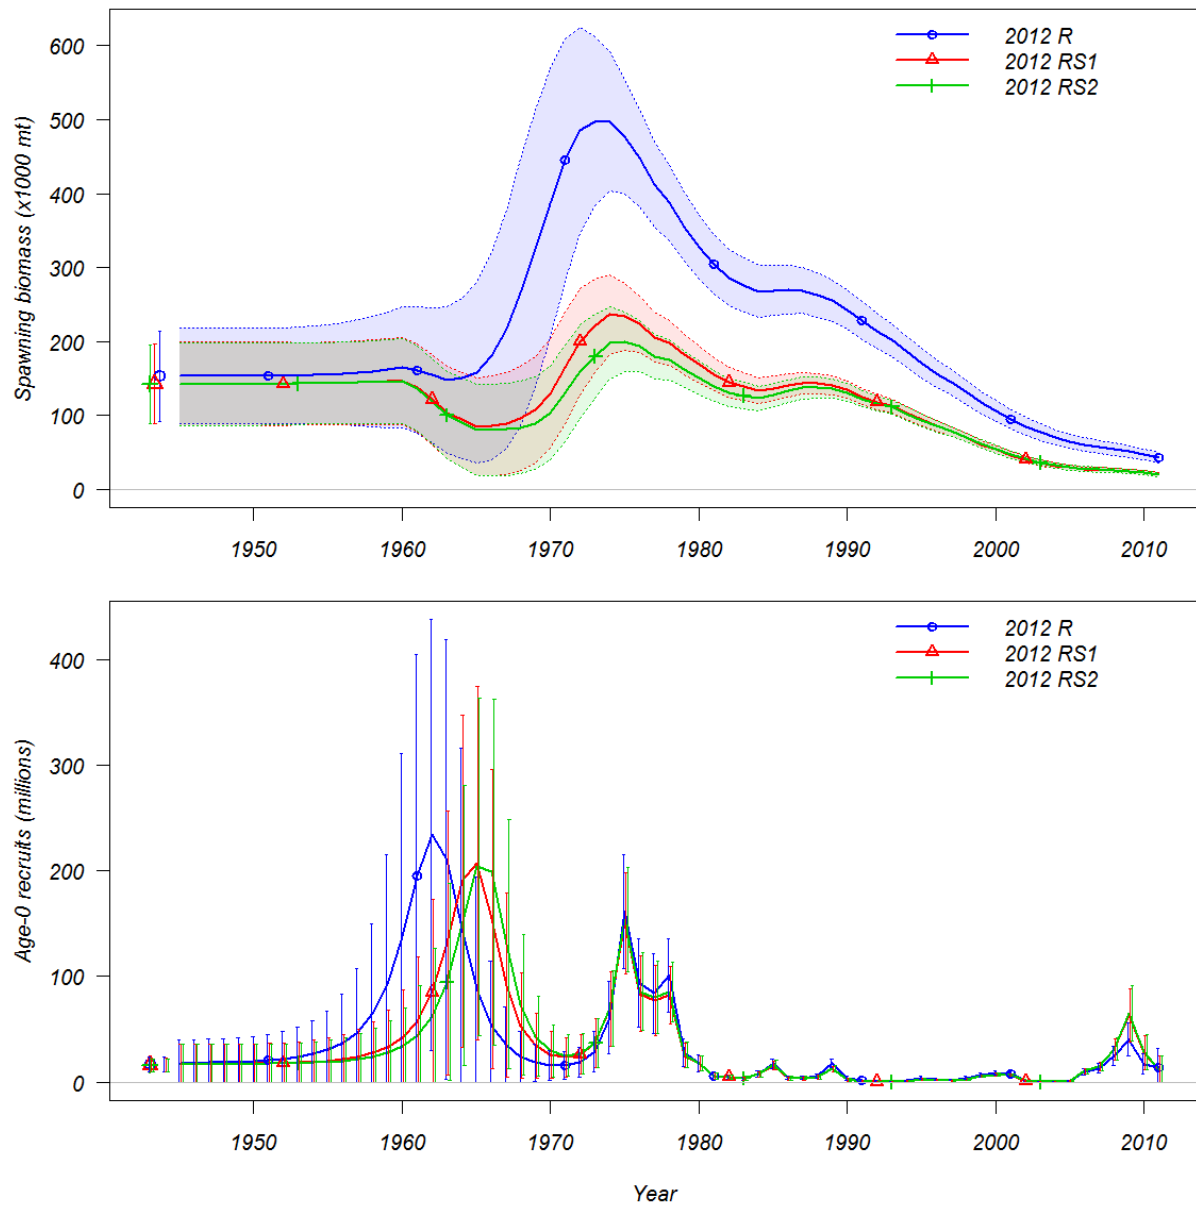 Spawning biomass (x1000 mt)
600
500
400
300
200
100
0
2012 R
2012 RS1
2012 RS2
1950 1960 1970 1980 1990 2000 2010
Age-0 recruits (millions)
400
300
200
100
0
2012 R
2012 RS1
2012 RS2
1950 1960 1970 1980 1990 2000 2010
Year